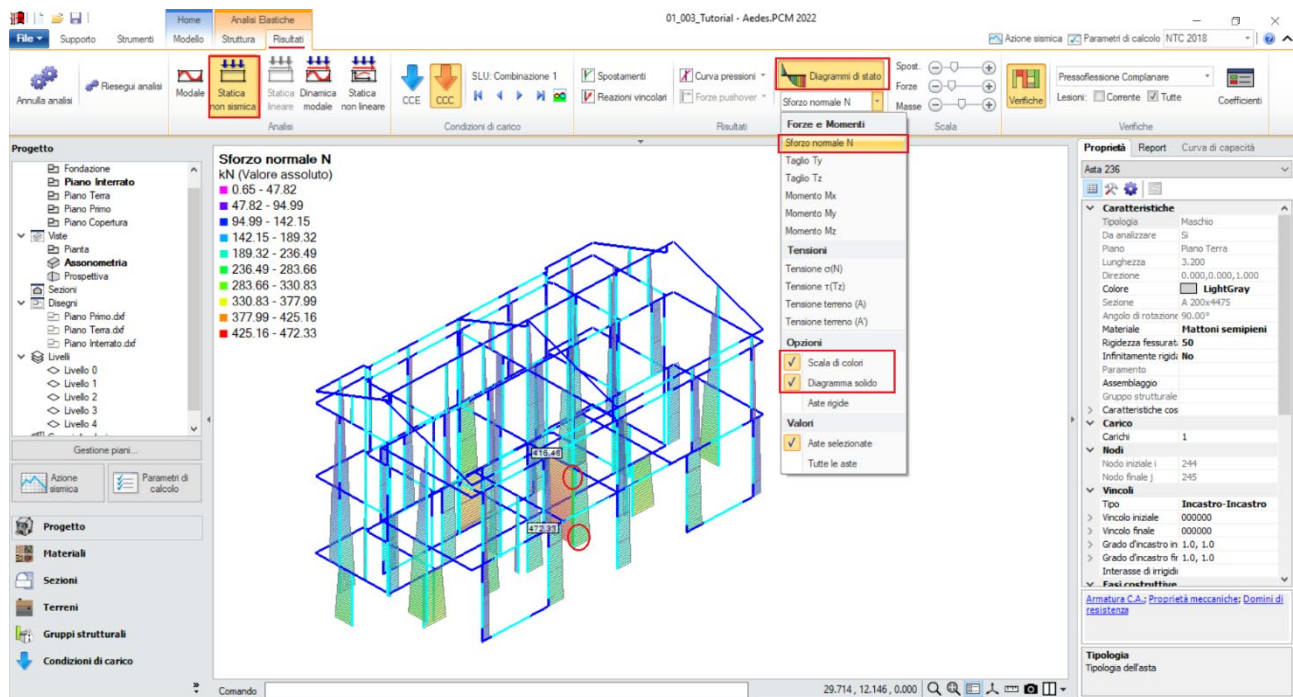 01_003_Tutorial - Aedes.PCM 2022
Home
Analisi Elastiche
File
Supporto
Strumenti
Modello
Struttura
Risultati
Azione sismica
Parametri di calcolo
NTC 2018
Annulla analisi
Riesegui analisi
Modale
Statica
non sismica
Statica
lineare
Dinamica
modale
Statica
non lineare
Analisi
CCE
CCC
SLU: Combinazione 1
Condizioni di carico
Spostamenti
Reazioni vincolari
Curva pressioni
Forze pushover
Diagrammi di stato
Sforzo normale N
Risultati
Spost.
Forze
Masse
Scala
Verifiche
Pressoflessione Complanare
Lesioni:
Corrente
Tutte
Coefficienti
Verifiche
Progetto
Fondazione
Piano Interrato
Piano Terra
Piano Primo
Piano Copertura
Viste
Pianta
Assonometria
Prospettiva
Sezioni
Disegni
Piano Primo.dxf
Piano Terra.dxf
Piano Interrato.dxf
Livelli
Livello 0
Livello 1
Livello 2
Livello 3
Livello 4
Gestione piani...
Azione
sismica
Parametri di
calcolo
Progetto
Materiali
Sezioni
Terreni
Gruppi strutturali
Condizioni di carico
Sforzo normale N
kN (Valore assoluto)
0.65 - 47.82
47.82 - 94.99
94.99 - 142.15
142.15 - 189.32
189.32 - 236.49
236.49 - 283.66
283.66 - 330.83
330.83 - 377.99
377.99 - 425.16
425.16 - 472.33
416.46
472.33
Forze e Momenti
Sforzo normale N
Taglio Ty
Taglio Tz
Momento Mx
Momento My
Momento Mz
Tensioni
Tensione σ(N)
Tensione τ(Tz)
Tensione terreno (A)
Tensione terreno (A')
Opzioni
Scala di colori
Diagramma solido
Aste rigide
Valori
Aste selezionate
Tutte le aste
Proprietà
Report
Curva di capacità
Asta 236
Caratteristiche
Tipologia Maschio
Da analizzare Si
Piano Piano Terra
Lunghezza 3.200
Direzione 0.000,0.000,1.000
Colore LightGray
Sezione A 200x4475
Angolo di rotazione 90.00°
Materiale Mattoni semipieni
Rigidezza fessurat. 50
Infinitamente rigida No
Paramento
Assemblaggio
Gruppo strutturale
Caratteristiche cos
Carico
Carichi 1
Nodi
Nodo iniziale i 244
Nodo finale j 245
Vincoli
Tipo Incastro-Incastro
Vincolo iniziale 000000
Vincolo finale 000000
Grado d'incastro in 1.0, 1.0
Grado d'incastro fir 1.0, 1.0
Interasse di irrigidi
Fasi costruttive
Armatura C.A.; Proprietà meccaniche; Domini di
resistenza
Tipologia
Tipologia dell'asta
Comando
29.714 , 12.146 , 0.000